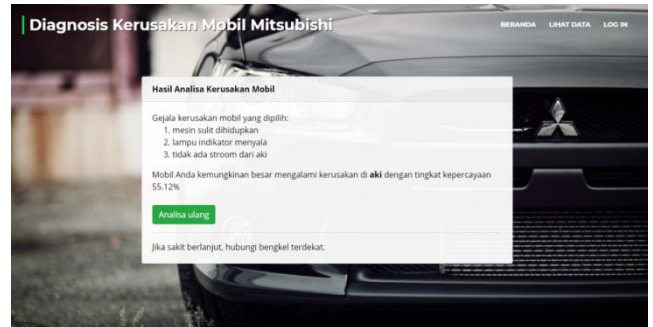 Diagnosis Kerusakan Mobil Mitsubishi
BERANDA LIHAT DATA LOG IN
Hasil Analisa Kerusakan Mobil
Gejala kerusakan mobil yang dipilih:
1. mesin sulit dihidupkan
2. lampu indikator menyala
3. tidak ada stroom dari aki
Mobil Anda kemungkinan besar mengalami kerusakan di aki dengan tingkat kepercayaan
55.12%
Analisa ulang
Jika sakit berlanjut, hubungi bengkel terdekat.